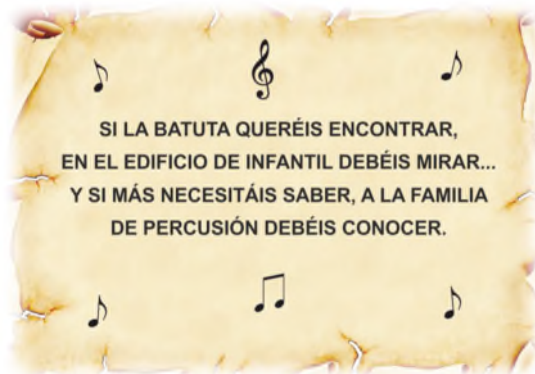 SI LA BATUTA QUERÉIS ENCONTRAR,
EN EL EDIFICIO DE INFANTIL DEBÉIS MIRAR...
Y SI MÁS NECESITÁIS SABER, A LA FAMILIA
DE PERCUSIÓN DEBÉIS CONOCER.